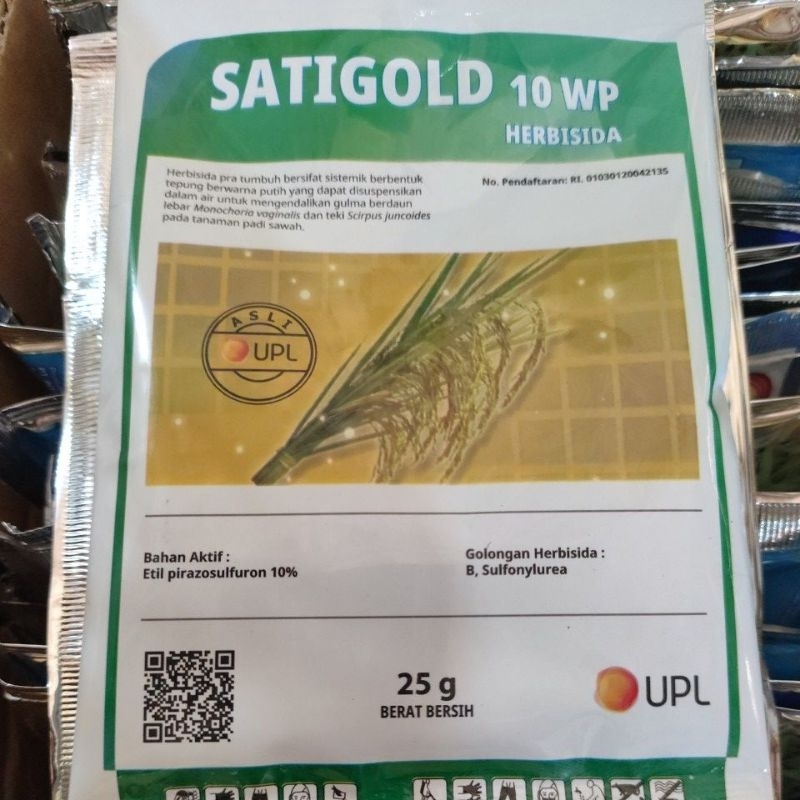 SATIGOLD 10 WP
HERBISIDA
Herbisida pra tumbuh bersifat sistemik berbentuk
tepung berwarna putih yang dapat disuspensikan
dalam air untuk mengendalikan gulma berdaun
lebar Monochoria vaginalis dan teki Scirpus juncoides
pada tanaman padi sawah.
No. Pendaftaran: RI. 01030120042135
ASLI
UPL
Bahan Aktif :
Etil pirazosulfuron 10%
Golongan Herbisida :
B, Sulfonylurea
25 g
BERAT BERSIH
UPL